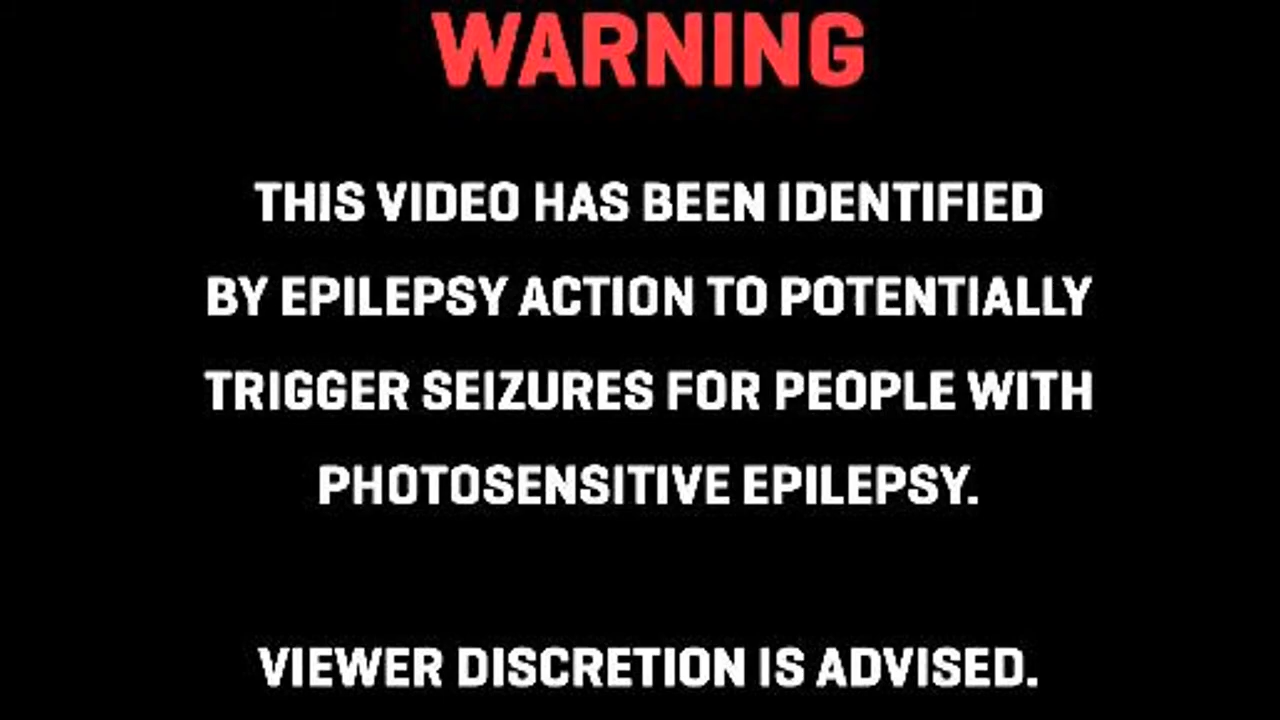 WARNING
THIS VIDEO HAS BEEN IDENTIFIED
BY EPILEPSY ACTION TO POTENTIALLY
TRIGGER SEIZURES FOR PEOPLE WITH
PHOTOSENSITIVE EPILEPSY.
VIEWER DISCRETION IS ADVISED.